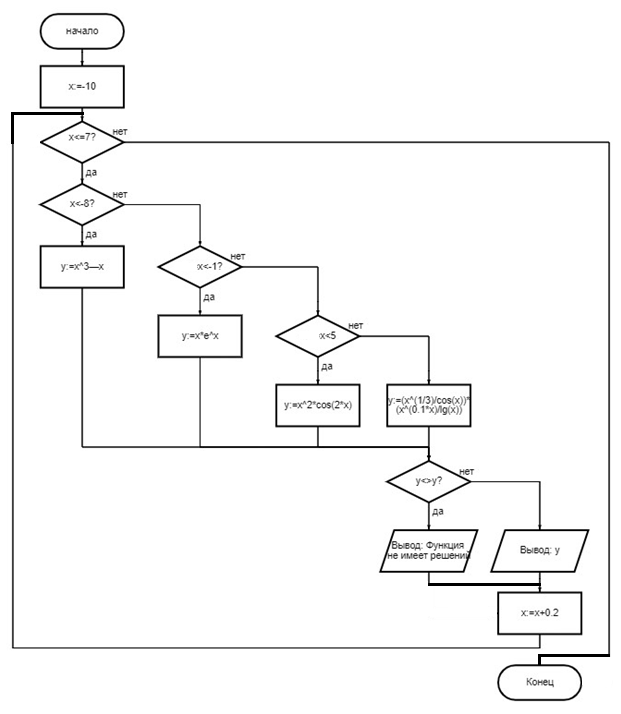 начало
x:=-10
x<=7?
нет
да
x<-8?
нет
да
y:=x^3—x
x<-1?
нет
да
y:=x*e^x
x<5
нет
да
y:=x^2*cos(2*x)
y:=(x^(1/3)/cos(x))*
(x^(0.1*x)/lg(x))
y<>y?
нет
да
Вывод: Функция
не имеет решений
Вывод: y
x:=x+0.2
Конец